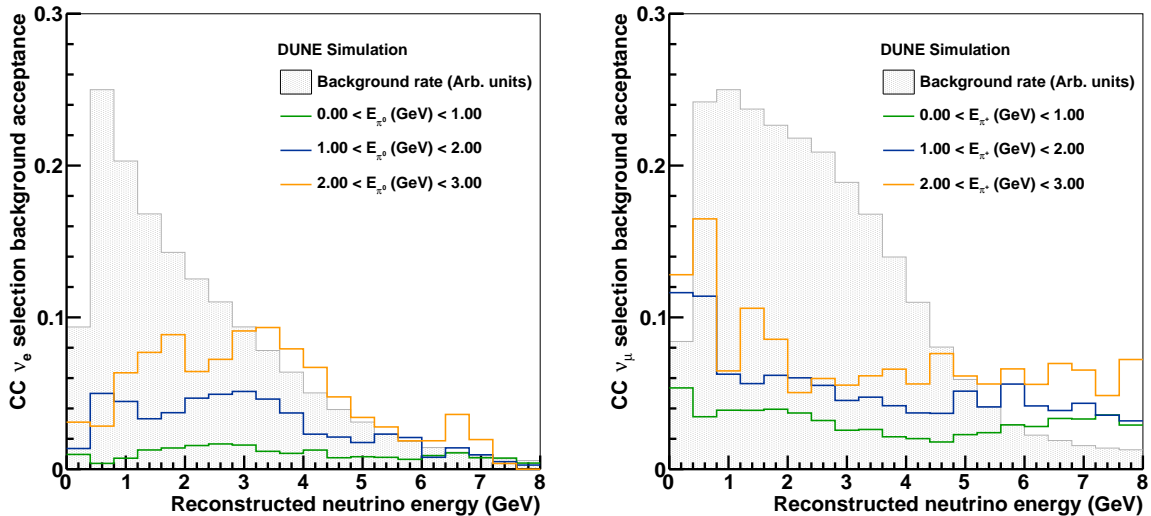 CC ν_e selection background acceptance
0.3
0.2
0.1
0
DUNE Simulation
Background rate (Arb. units)
0.00 < E_π⁰ (GeV) < 1.00
1.00 < E_π⁰ (GeV) < 2.00
2.00 < E_π⁰ (GeV) < 3.00
0 1 2 3 4 5 6 7 8
Reconstructed neutrino energy (GeV)
CC ν_μ selection background acceptance
0.3
0.2
0.1
0
DUNE Simulation
Background rate (Arb. units)
0.00 < E_π⁺ (GeV) < 1.00
1.00 < E_π⁺ (GeV) < 2.00
2.00 < E_π⁺ (GeV) < 3.00
0 1 2 3 4 5 6 7 8
Reconstructed neutrino energy (GeV)